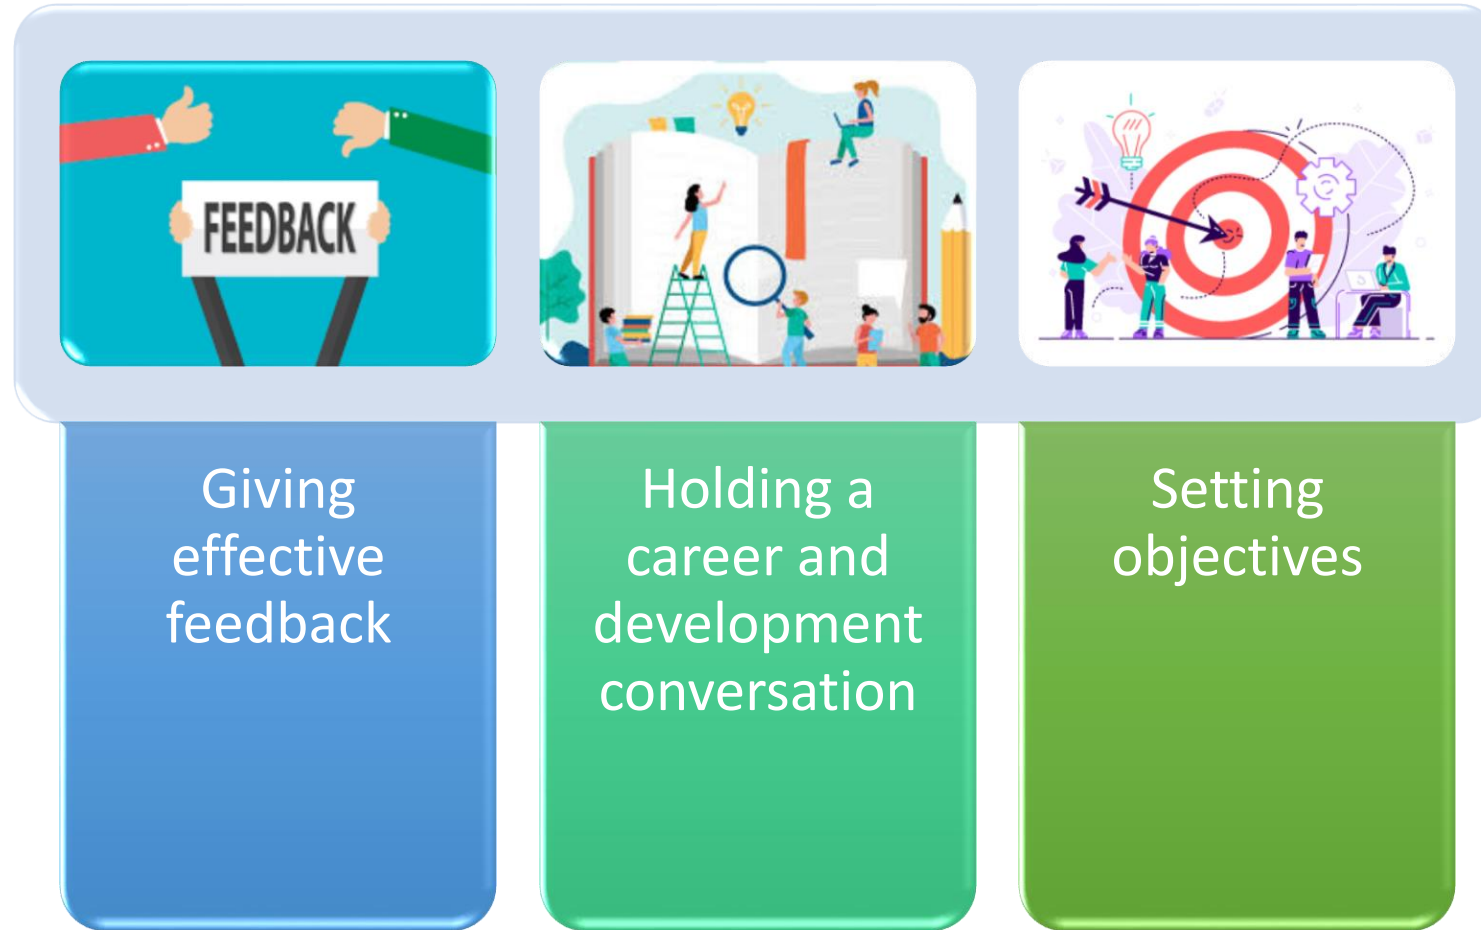 FEEDBACK
Giving
effective
feedback
Holding a
career and
development
conversation
Setting
objectives